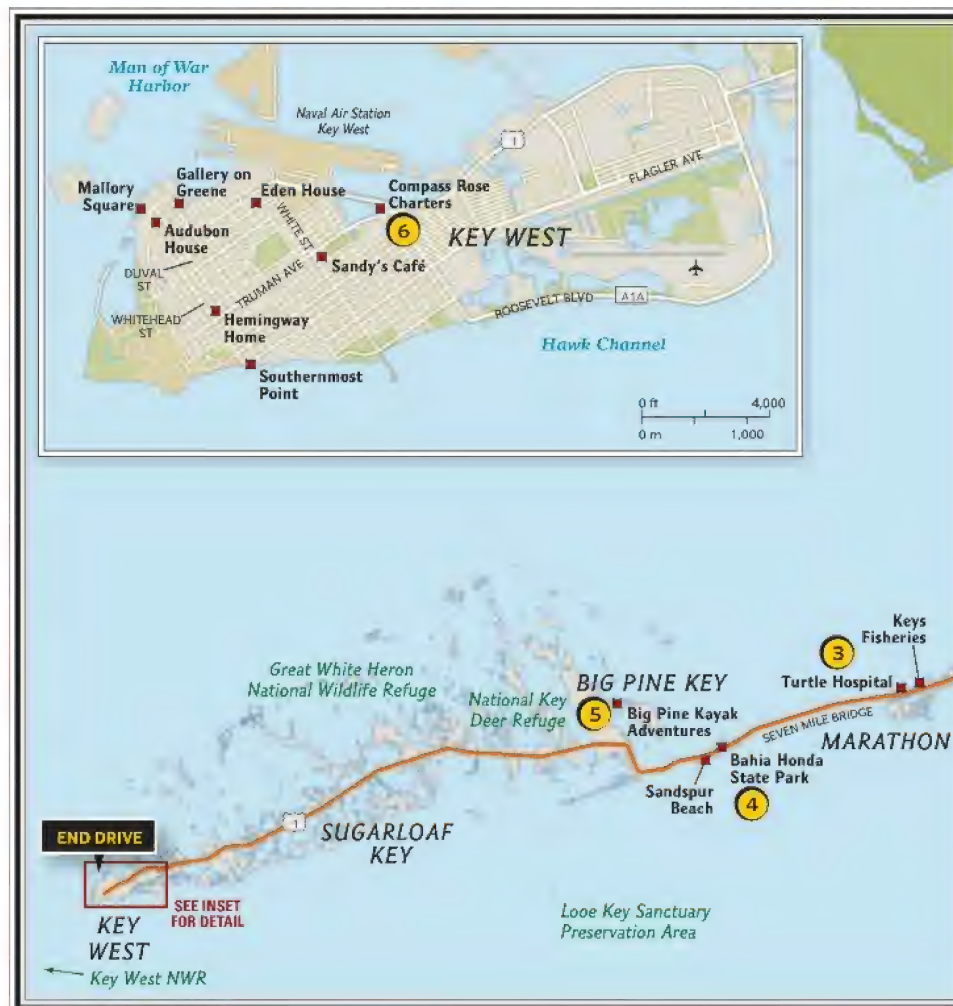 Man of War
Harbor
Naval Air Station
Key West
1
FLAGLER AVE
Mallory
Square
Gallery on
Greene
Eden House
Compass Rose
Charters
6
Audubon
House
WHITE ST
KEY WEST
DUVAL
ST
TRUMAN AVE
Sandy's Café
WHITEHEAD
ST
Hemingway
Home
ROOSEVELT BLVD
A1A
Hawk Channel
Southernmost
Point
0 ft 4,000
0 m 1,000
Keys
Fisheries
3
Turtle Hospital
Great White Heron
National Wildlife Refuge
National Key
Deer Refuge
BIG PINE KEY
5
Big Pine Kayak
Adventures
SEVEN MILE BRIDGE
MARATHON
Bahia Honda
State Park
4
Sandspur
Beach
1
SUGARLOAF
KEY
END DRIVE
SEE INSET
FOR DETAIL
KEY
WEST
Key West NWR
Looe Key Sanctuary
Preservation Area